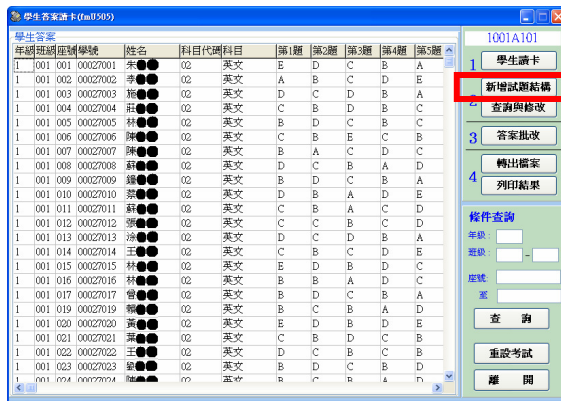 學生答案讀卡(fmU505)
學生答案
年級 班級 座號 學號 姓名 科目代碼 科目 第1題 第2題 第3題 第4題 第5題
1 001 001 00027001 朱 02 英文 E D C B A
1 001 002 00027002 李 02 英文 A B C D E
1 001 003 00027003 施 02 英文 D C D B A
1 001 004 00027004 莊 02 英文 C B D B C
1 001 005 00027005 林 02 英文 B D C B C
1 001 006 00027006 陳 02 英文 C B E C B
1 001 007 00027007 陳 02 英文 B A C D C
1 001 008 00027008 蘇 02 英文 D C B A D
1 001 009 00027009 鐘 02 英文 B D C B A
1 001 010 00027010 蔡 02 英文 D B A D E
1 001 011 00027011 蘇 02 英文 C B A C D
1 001 012 00027012 張 02 英文 C C B C D
1 001 013 00027013 涂 02 英文 D C D B A
1 001 014 00027014 王 02 英文 C B C D E
1 001 015 00027015 林 02 英文 E D B D C
1 001 016 00027016 林 02 英文 B B A D C
1 001 017 00027017 曾 02 英文 B D C B A
1 001 019 00027019 賴 02 英文 B C B A D
1 001 020 00027020 黃 02 英文 E D B D E
1 001 021 00027021 葉 02 英文 C B D C B
1 001 022 00027022 王 02 英文 D C B C B
1 001 023 00027023 劉 02 英文 B D C B D
1 001 024 00027024 陳 02 英文 B C B A D
1001A101
1 學生讀卡
新增試題結構
2 查詢與修改
3 答案批改
轉出檔案
4 列印結果
條件查詢
年級:
班級: -
座號:
至
查 詢
重設考試
離 開